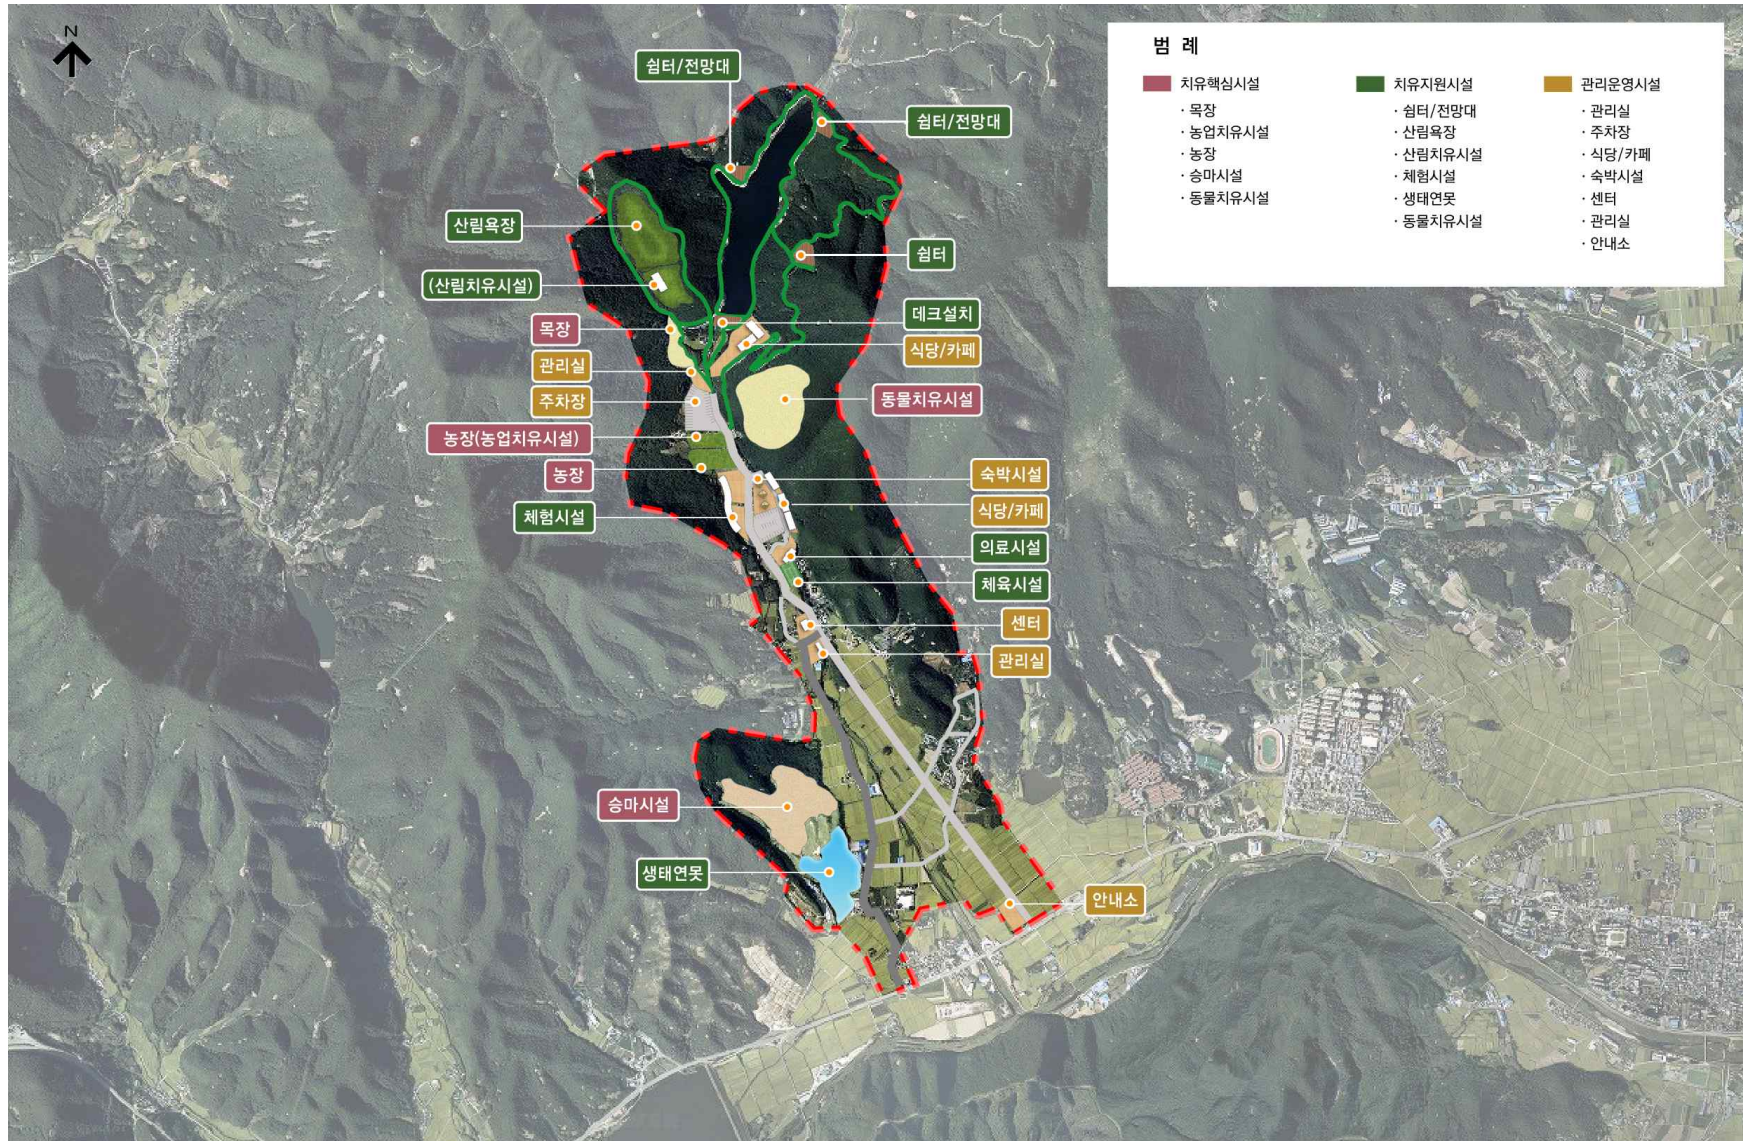 N
범 례
치유핵심시설
· 목장
· 농업치유시설
· 농장
· 승마시설
· 동물치유시설
치유지원시설
· 쉼터/전망대
· 산림욕장
· 산림치유시설
· 체험시설
· 생태연못
· 동물치유시설
관리운영시설
· 관리실
· 주차장
· 식당/카페
· 숙박시설
· 센터
· 관리실
· 안내소
쉼터/전망대
쉼터/전망대
산림욕장
쉼터
(산림치유시설)
데크설치
목장
식당/카페
관리실
주차장
동물치유시설
농장(농업치유시설)
농장
숙박시설
식당/카페
체험시설
의료시설
체육시설
센터
관리실
승마시설
생태연못
안내소